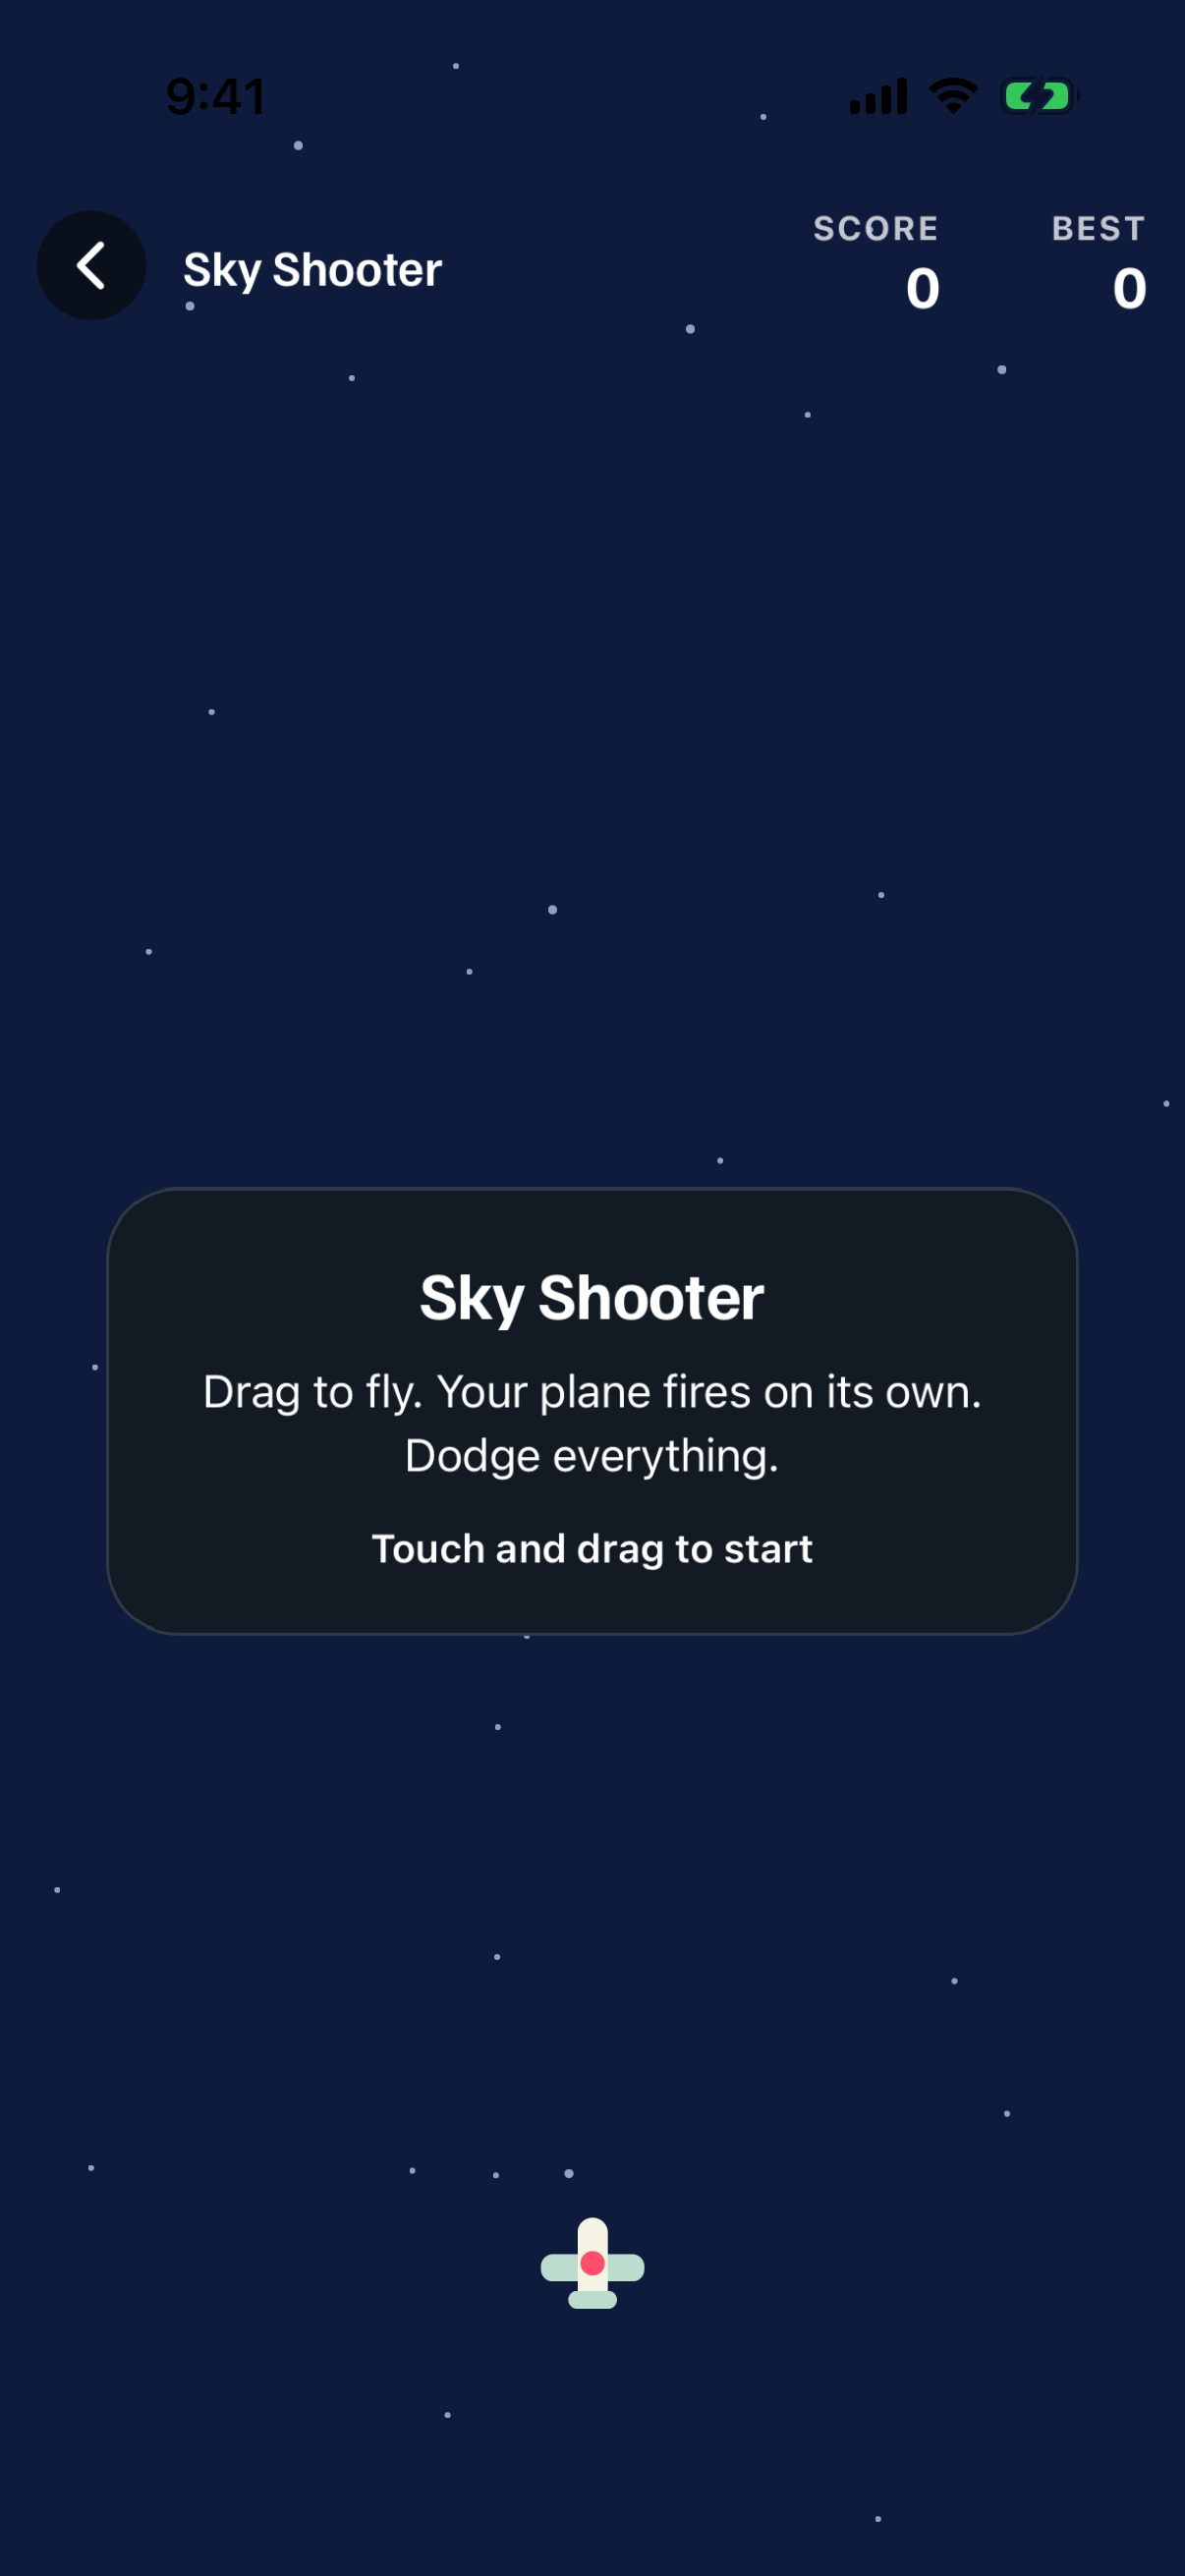 9:41
Sky Shooter
SCORE
0
BEST
0
Sky Shooter
Drag to fly. Your plane fires on its own.
Dodge everything.
Touch and drag to start